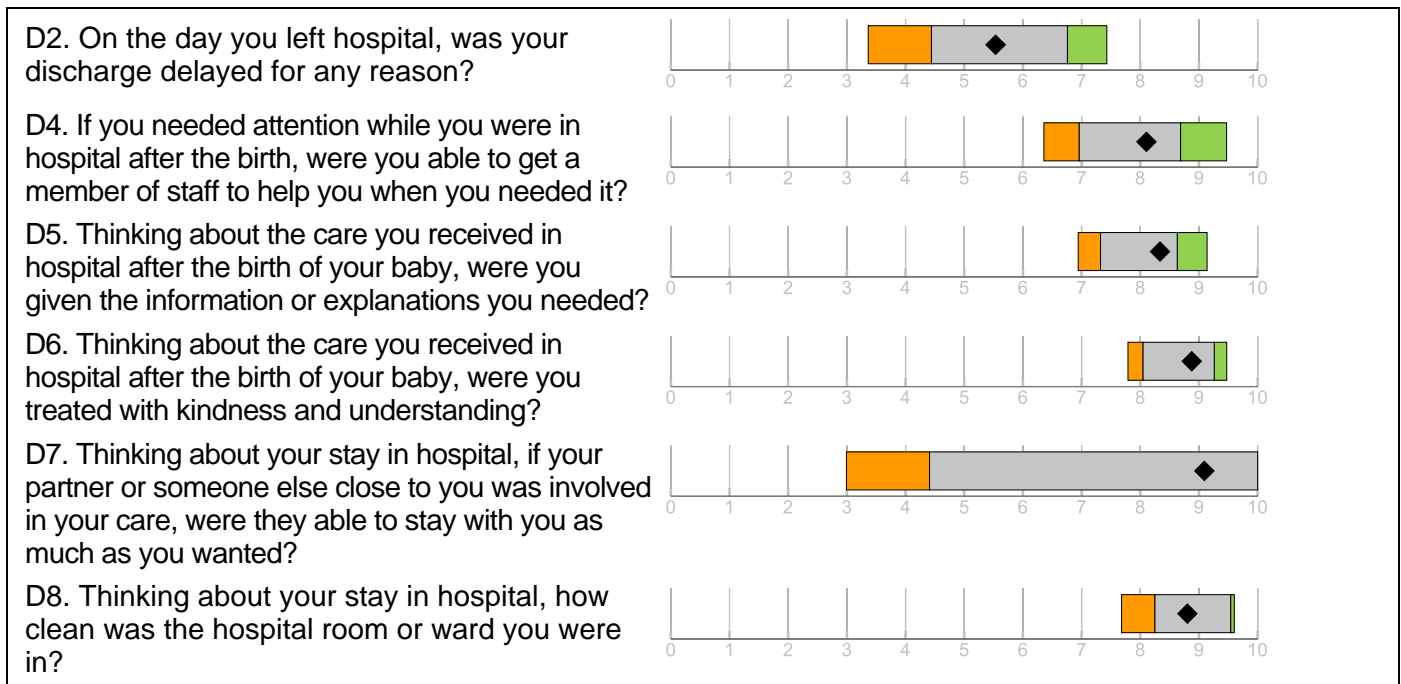 D2. On the day you left hospital, was your
discharge delayed for any reason?
0 1 2 3 4 5 6 7 8 9 10
D4. If you needed attention while you were in
hospital after the birth, were you able to get a
member of staff to help you when you needed it?
0 1 2 3 4 5 6 7 8 9 10
D5. Thinking about the care you received in
hospital after the birth of your baby, were you
given the information or explanations you needed?
0 1 2 3 4 5 6 7 8 9 10
D6. Thinking about the care you received in
hospital after the birth of your baby, were you
treated with kindness and understanding?
0 1 2 3 4 5 6 7 8 9 10
D7. Thinking about your stay in hospital, if your
partner or someone else close to you was involved
in your care, were they able to stay with you as
much as you wanted?
0 1 2 3 4 5 6 7 8 9 10
D8. Thinking about your stay in hospital, how
clean was the hospital room or ward you were
in?
0 1 2 3 4 5 6 7 8 9 10